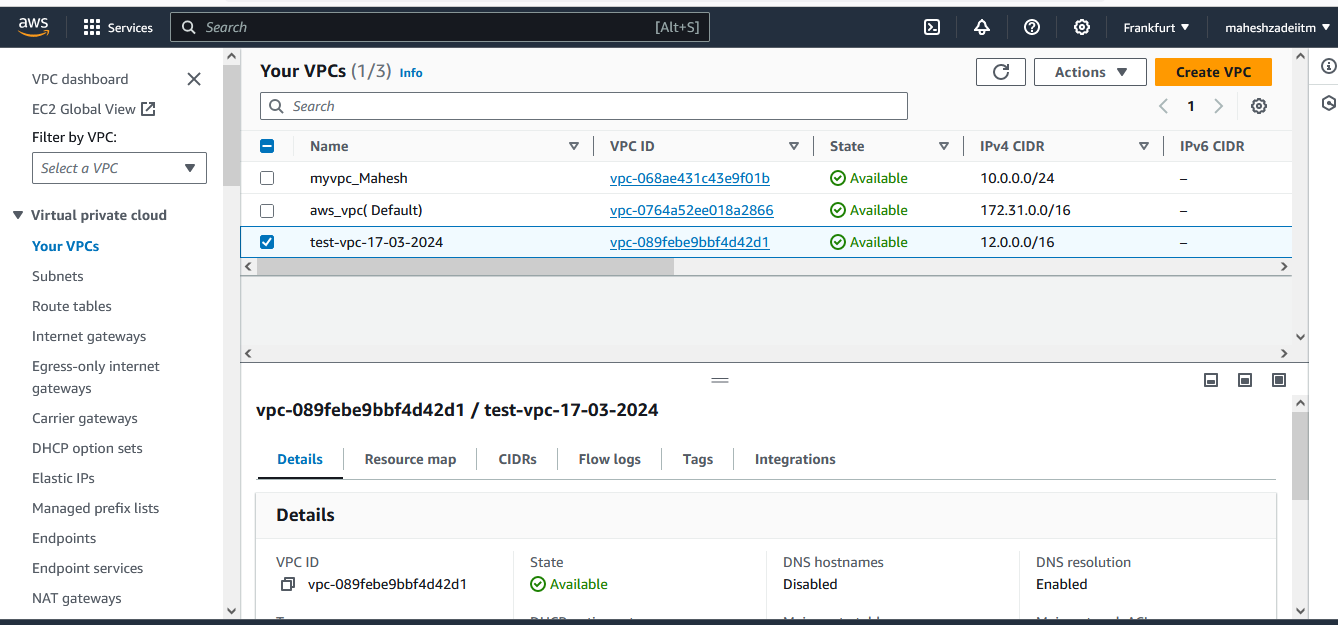 aws Services Search [Alt+S] Frankfurt maheshzadeiitm
VPC dashboard
EC2 Global View
Filter by VPC:
Select a VPC
Virtual private cloud
Your VPCs
Subnets
Route tables
Internet gateways
Egress-only internet
gateways
Carrier gateways
DHCP option sets
Elastic IPs
Managed prefix lists
Endpoints
Endpoint services
NAT gateways
Your VPCs (1/3) Info Actions Create VPC
Search 1
Name VPC ID State IPv4 CIDR IPv6 CIDR
myvpc_Mahesh vpc-068ae431c43e9f01b Available 10.0.0.0/24 –
aws_vpc( Default) vpc-0764a52ee018a2866 Available 172.31.0.0/16 –
test-vpc-17-03-2024 vpc-089febe9bbf4d42d1 Available 12.0.0.0/16 –
vpc-089febe9bbf4d42d1 / test-vpc-17-03-2024
Details Resource map CIDRs Flow logs Tags Integrations
Details
VPC ID State DNS hostnames DNS resolution
vpc-089febe9bbf4d42d1 Available Disabled Enabled